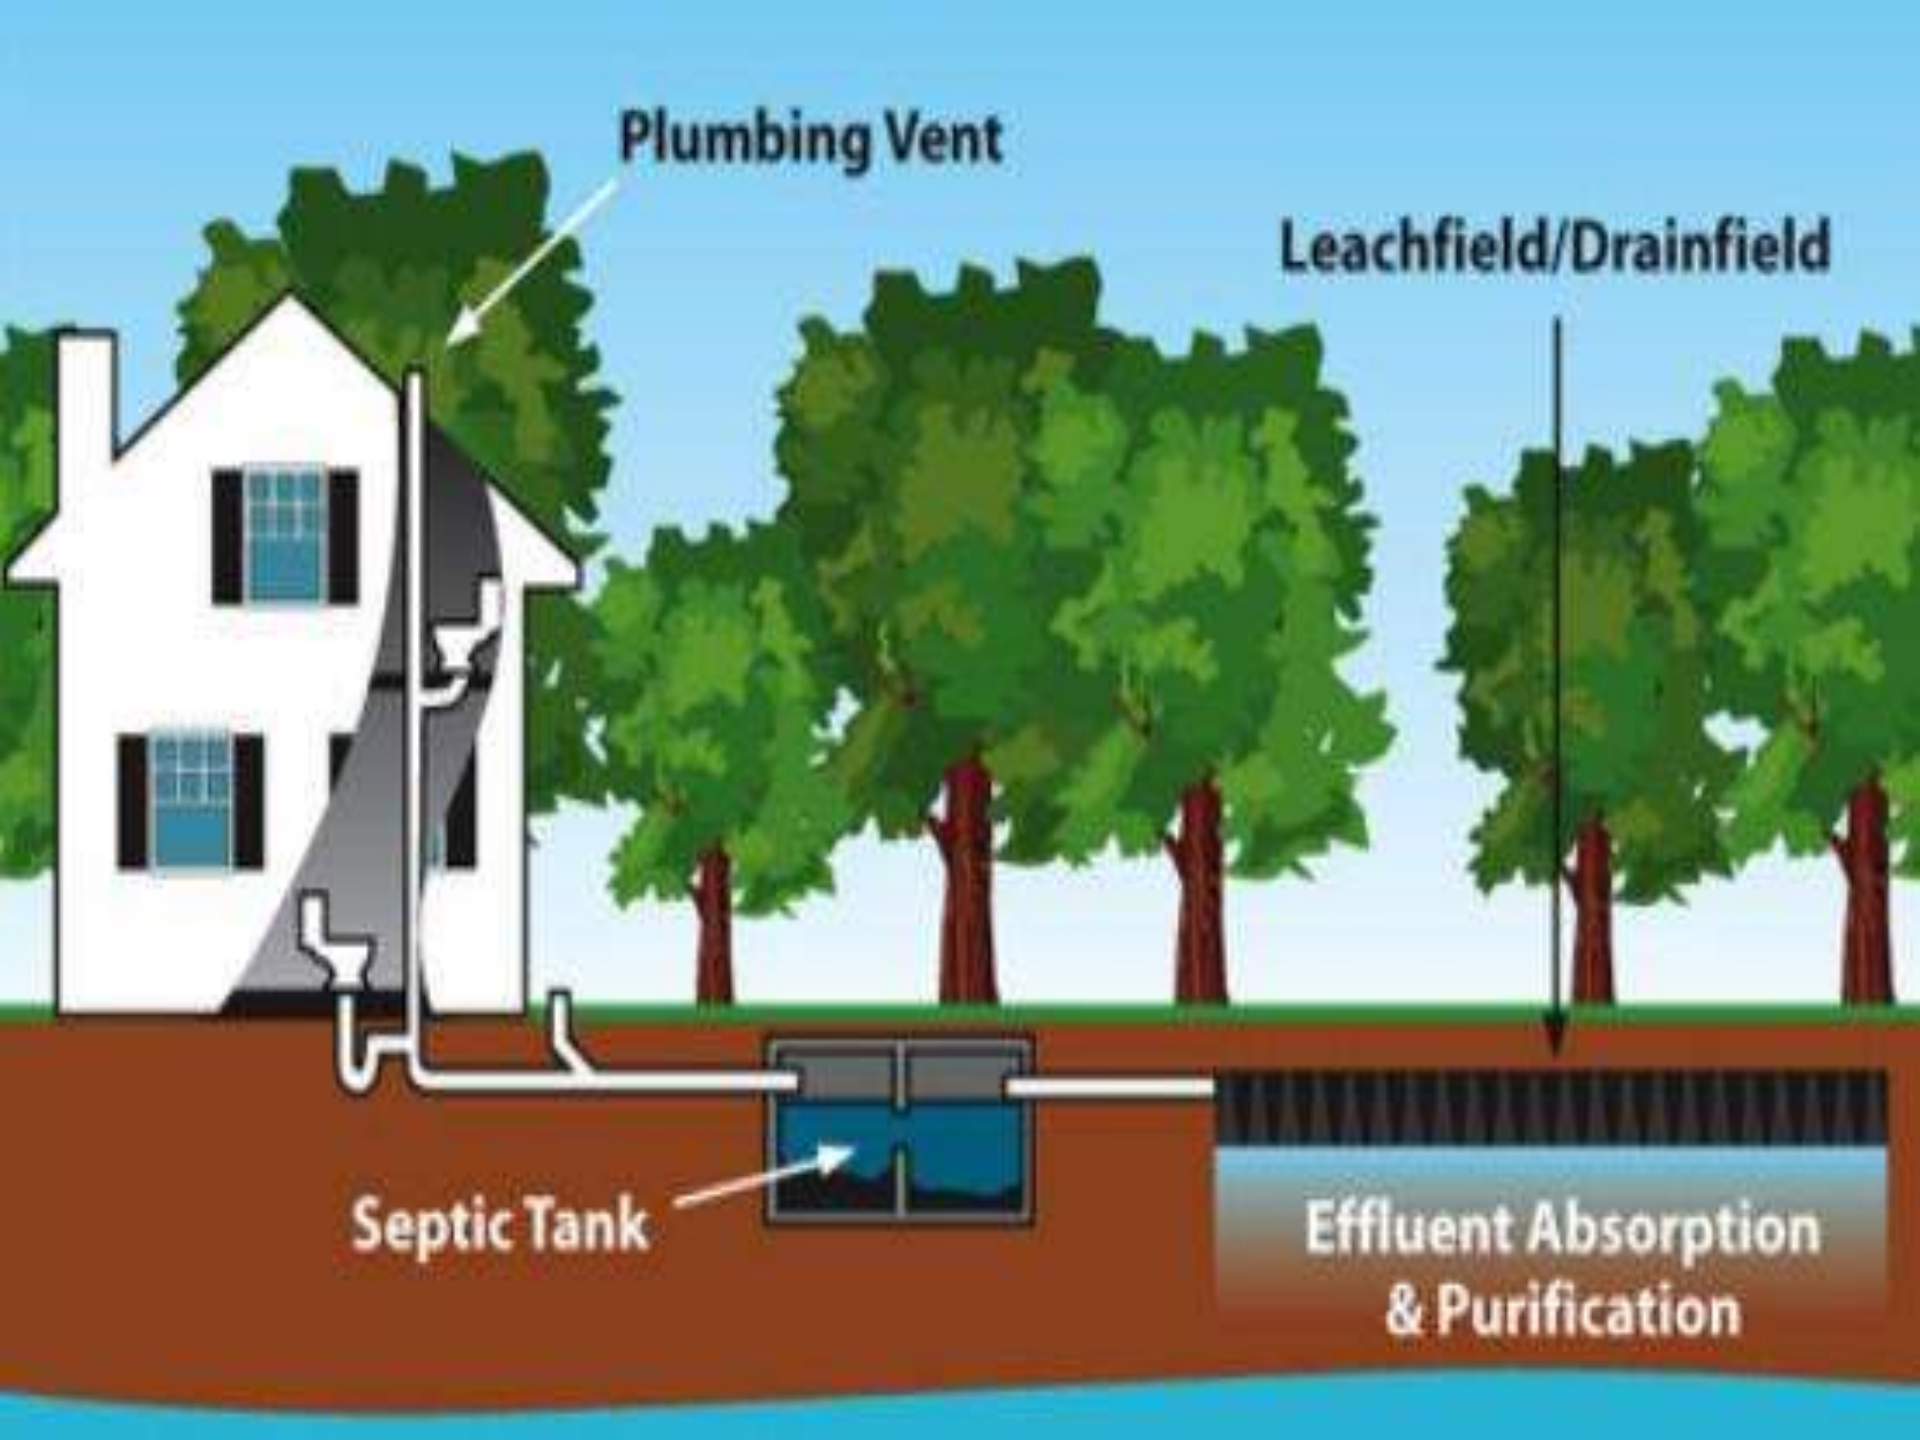 Plumbing Vent
Leachfield/Drainfield
Septic Tank
Effluent Absorption
& Purification